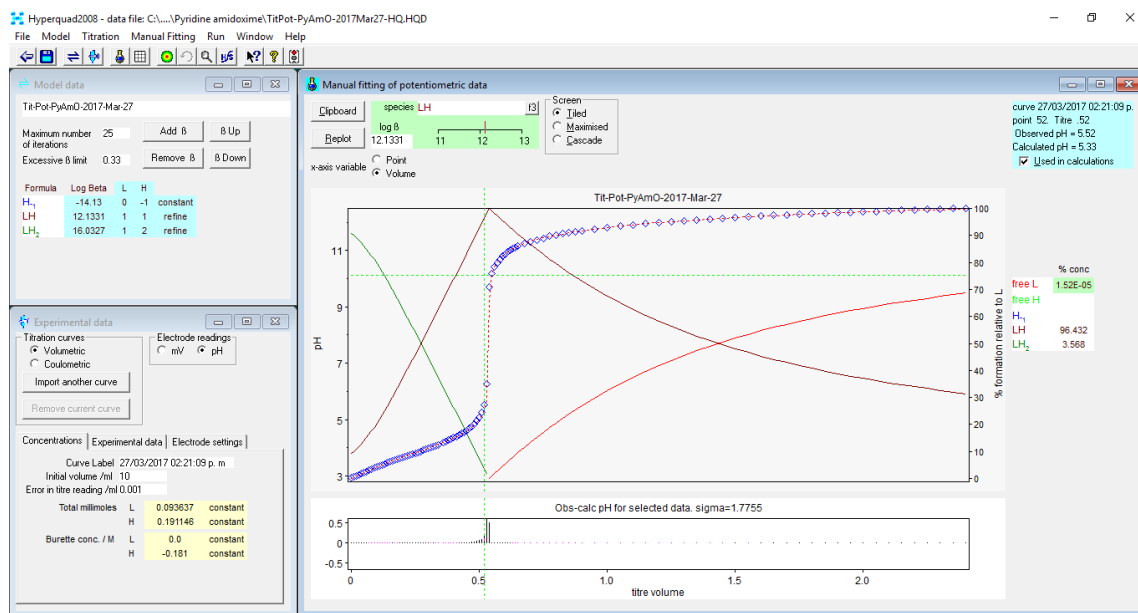 Hyperquad2008 - data file: C:\....\Pyridine amidoxime\TitPot-PyAmO-2017Mar27-HQ.HQD
File Model Titration Manual Fitting Run Window Help
Model data
Tit-Pot-PyAmO-2017-Mar-27
Maximum number of iterations 25
Add ß
ß Up
Excessive ß limit 0.33
Remove ß
ß Down
Formula Log Beta L H
H-1 -14.13 0 -1 constant
LH 12.1331 1 1 refine
LH2 16.0327 1 2 refine
Experimental data
Titration curves
Volumetric
Coulometric
Import another curve
Remove current curve
Electrode readings
mV pH
Concentrations Experimental data Electrode settings
Curve Label 27/03/2017 02:21:09 p. m
Initial volume /ml 10
Error in titre reading /ml 0.001
Total millimoles L 0.093637 constant
H 0.191146 constant
Burette conc. / M L 0.0 constant
H -0.181 constant
Manual fitting of potentiometric data
Clipboard
Replot
species LH f3
log ß
12.1331
11 12 13
Screen
Tiled
Maximised
Cascade
x-axis variable
Point
Volume
curve 27/03/2017 02:21:09 p.
point 52. Titre .52
Observed pH = 5.52
Calculated pH = 5.33
Used in calculations
Tit-Pot-PyAmO-2017-Mar-27
pH
11
9
7
5
3
100
90
80
70
60
50
40
30
20
10
0
% formation relative to L
% conc
free L 1.52E-05
free H
H-1
LH 96.432
LH2 3.568
Obs-calc pH for selected data. sigma=1.7755
0.5
0
-0.5
0 0.5 1.0 1.5 2.0
titre volume